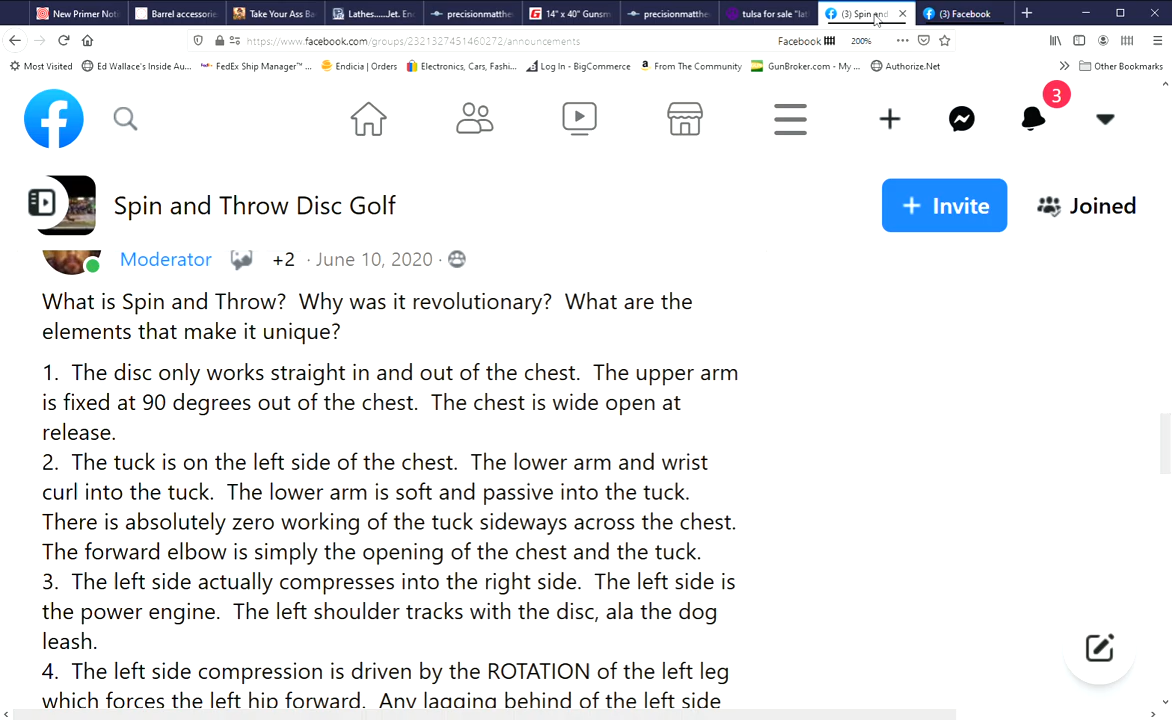 New Primer Noti
Barrel accessorie
Take Your Ass Ba
Lathes......Jet. En
precisionmatthe
14" x 40" Gunsm
precisionmatthe
tulsa for sale "lat
(3) Spin and
(3) Facebook
https://www.facebook.com/groups/2321327451460272/announcements
Facebook
200%
Most Visited
Ed Wallace's Inside Au...
FedEx Ship Manager™ ...
Endicia | Orders
Electronics, Cars, Fashi...
Log In - BigCommerce
From The Community
GunBroker.com - My ...
Authorize.Net
Other Bookmarks
3
Spin and Throw Disc Golf
+ Invite
Joined
Moderator +2 · June 10, 2020 ·
What is Spin and Throw? Why was it revolutionary? What are the
elements that make it unique?
1. The disc only works straight in and out of the chest. The upper arm
is fixed at 90 degrees out of the chest. The chest is wide open at
release.
2. The tuck is on the left side of the chest. The lower arm and wrist
curl into the tuck. The lower arm is soft and passive into the tuck.
There is absolutely zero working of the tuck sideways across the chest.
The forward elbow is simply the opening of the chest and the tuck.
3. The left side actually compresses into the right side. The left side is
the power engine. The left shoulder tracks with the disc, ala the dog
leash.
4. The left side compression is driven by the ROTATION of the left leg
which forces the left hip forward. Any lagging behind of the left side